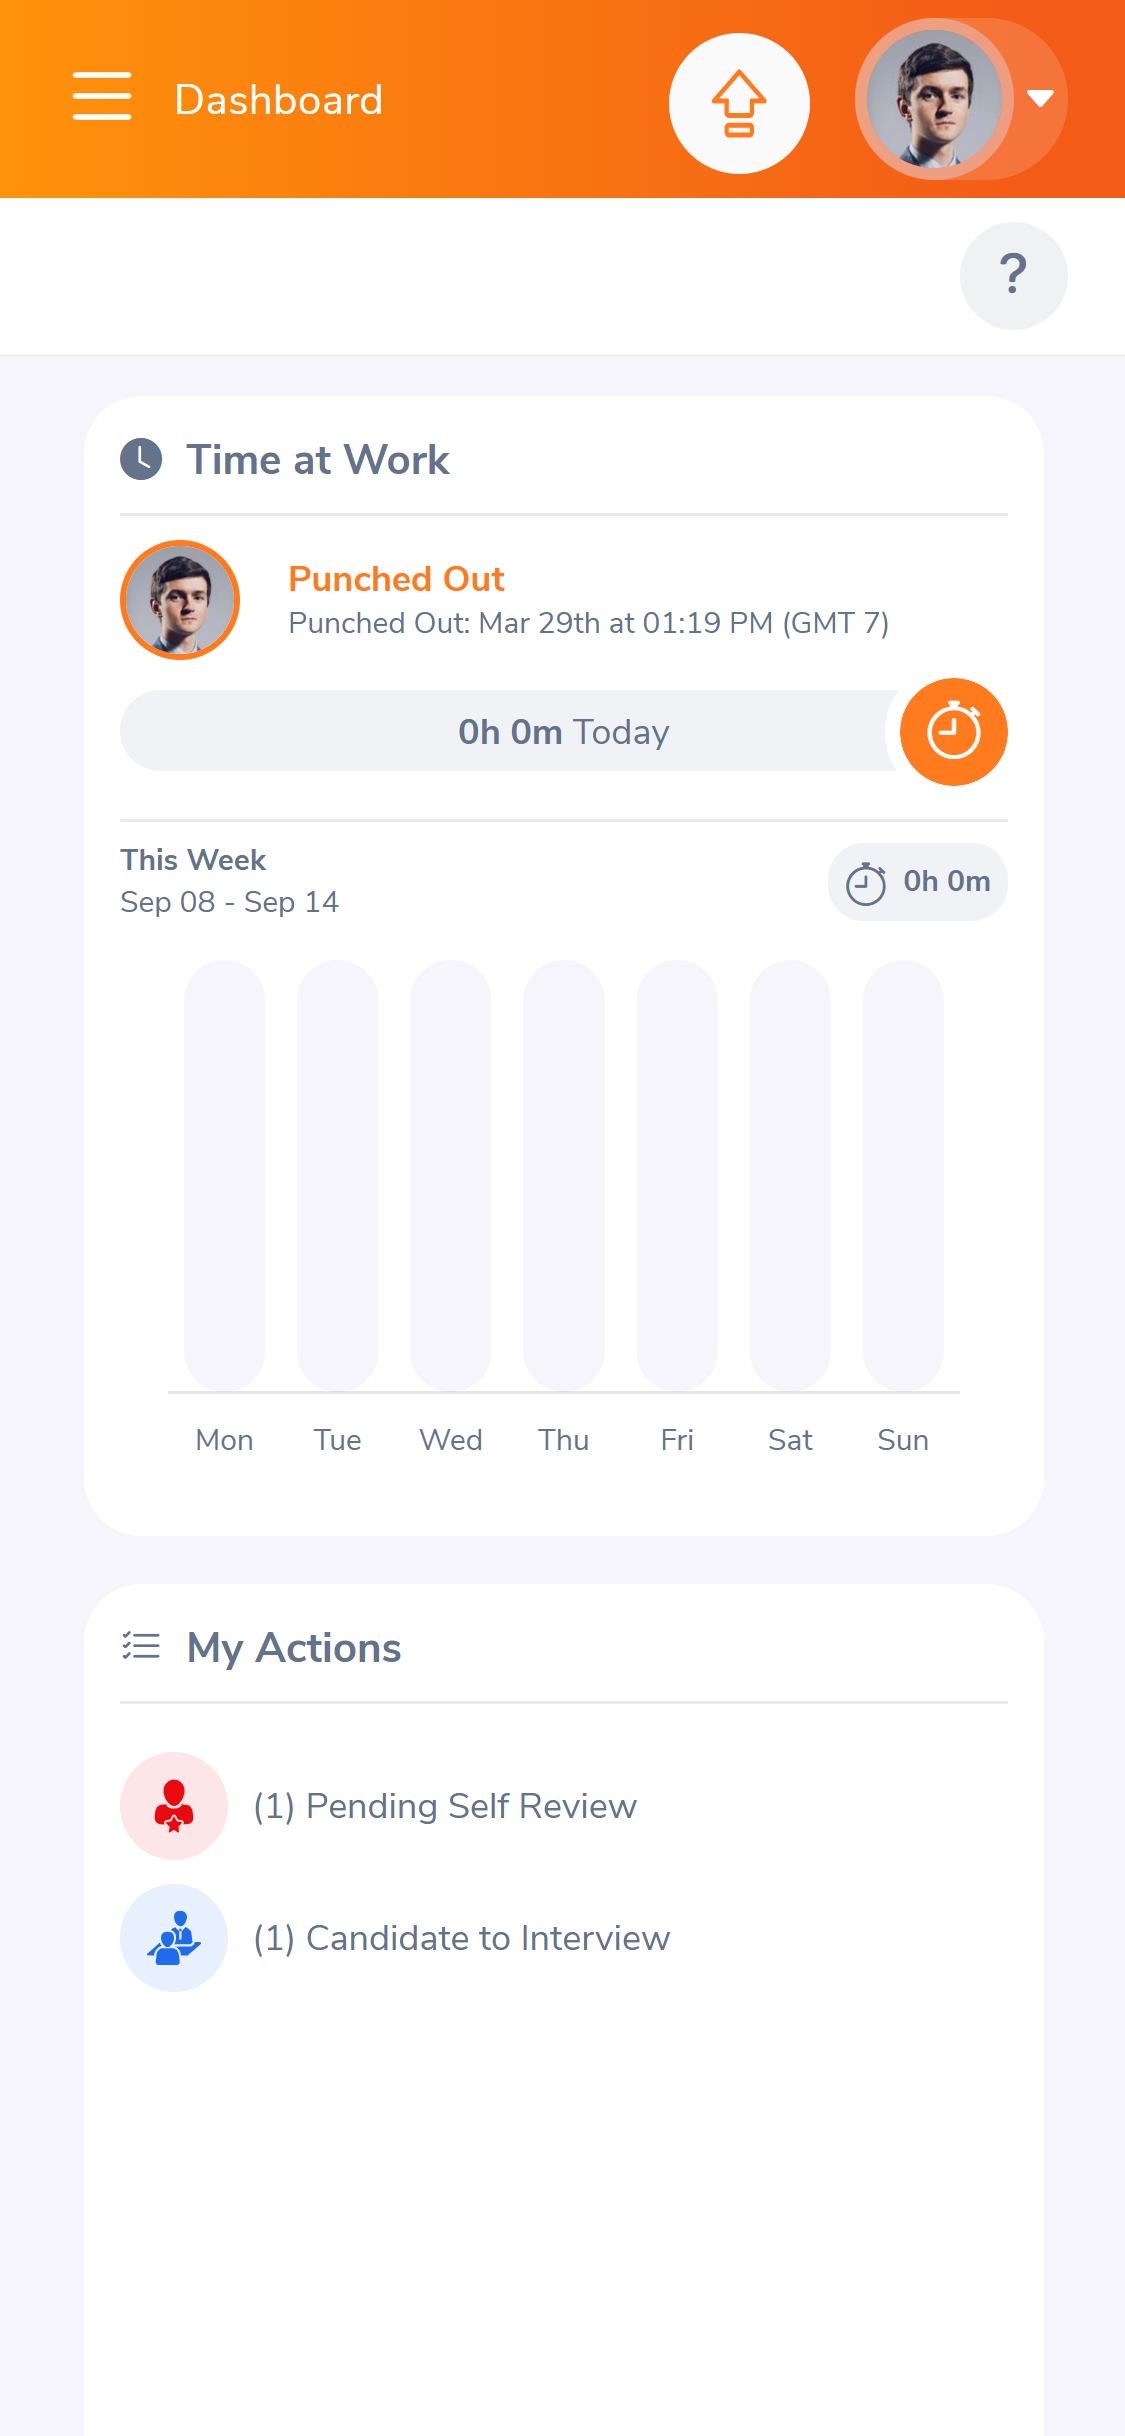 Dashboard
?
Time at Work
Punched Out
Punched Out: Mar 29th at 01:19 PM (GMT 7)
0h 0m Today
This Week
Sep 08 - Sep 14
0h 0m
Mon Tue Wed Thu Fri Sat Sun
My Actions
(1) Pending Self Review
(1) Candidate to Interview